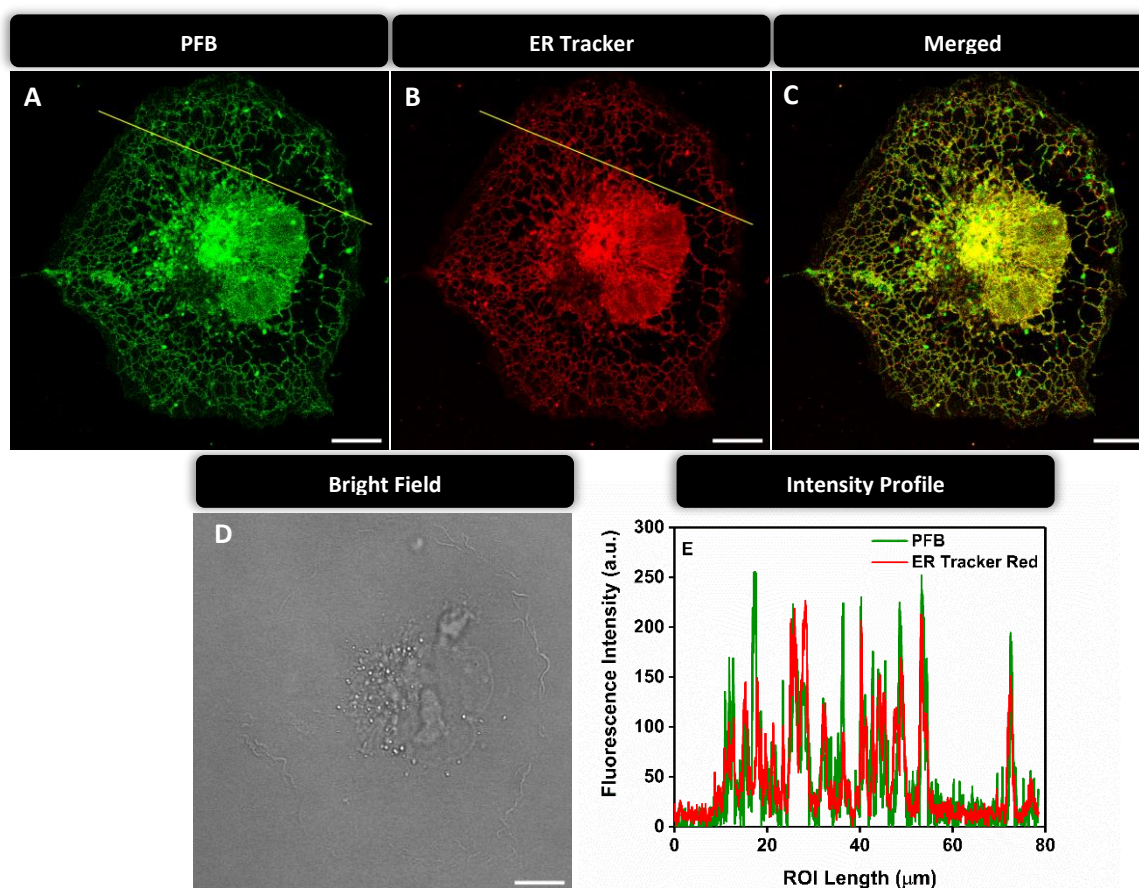 PFB
ER Tracker
Merged
A
B
C
Bright Field
Intensity Profile
D
E
PFB
ER Tracker Red
Fluorescence Intensity (a.u.)
300
250
200
150
100
50
0
0 20 40 60 80
ROI Length (μm)